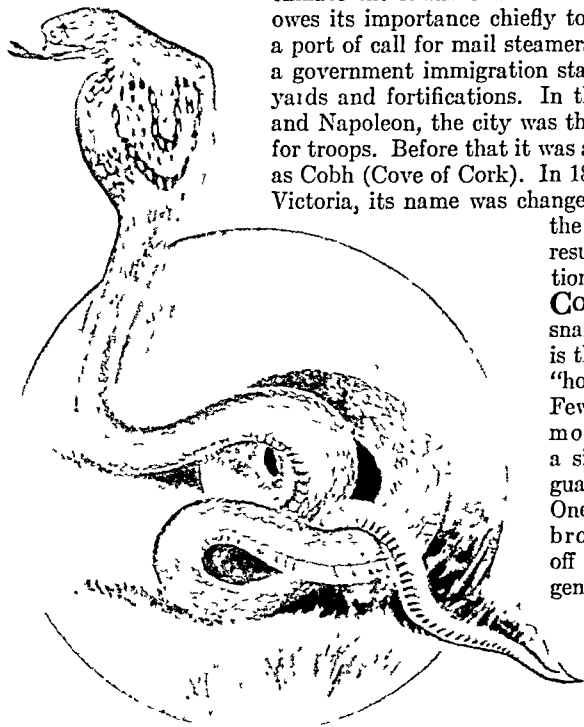 owes its importance chiefly to
a port of call for mail steamer
a government immigration sta
yards and fortifications. In th
and Napoleon, the city was th
for troops. Before that it was a
as Cobh (Cove of Cork). In 18
Victoria, its name was change
the
resu
tion
Co
sna
is th
"ho
Few
mo
a si
gua
One
bro
off
gen